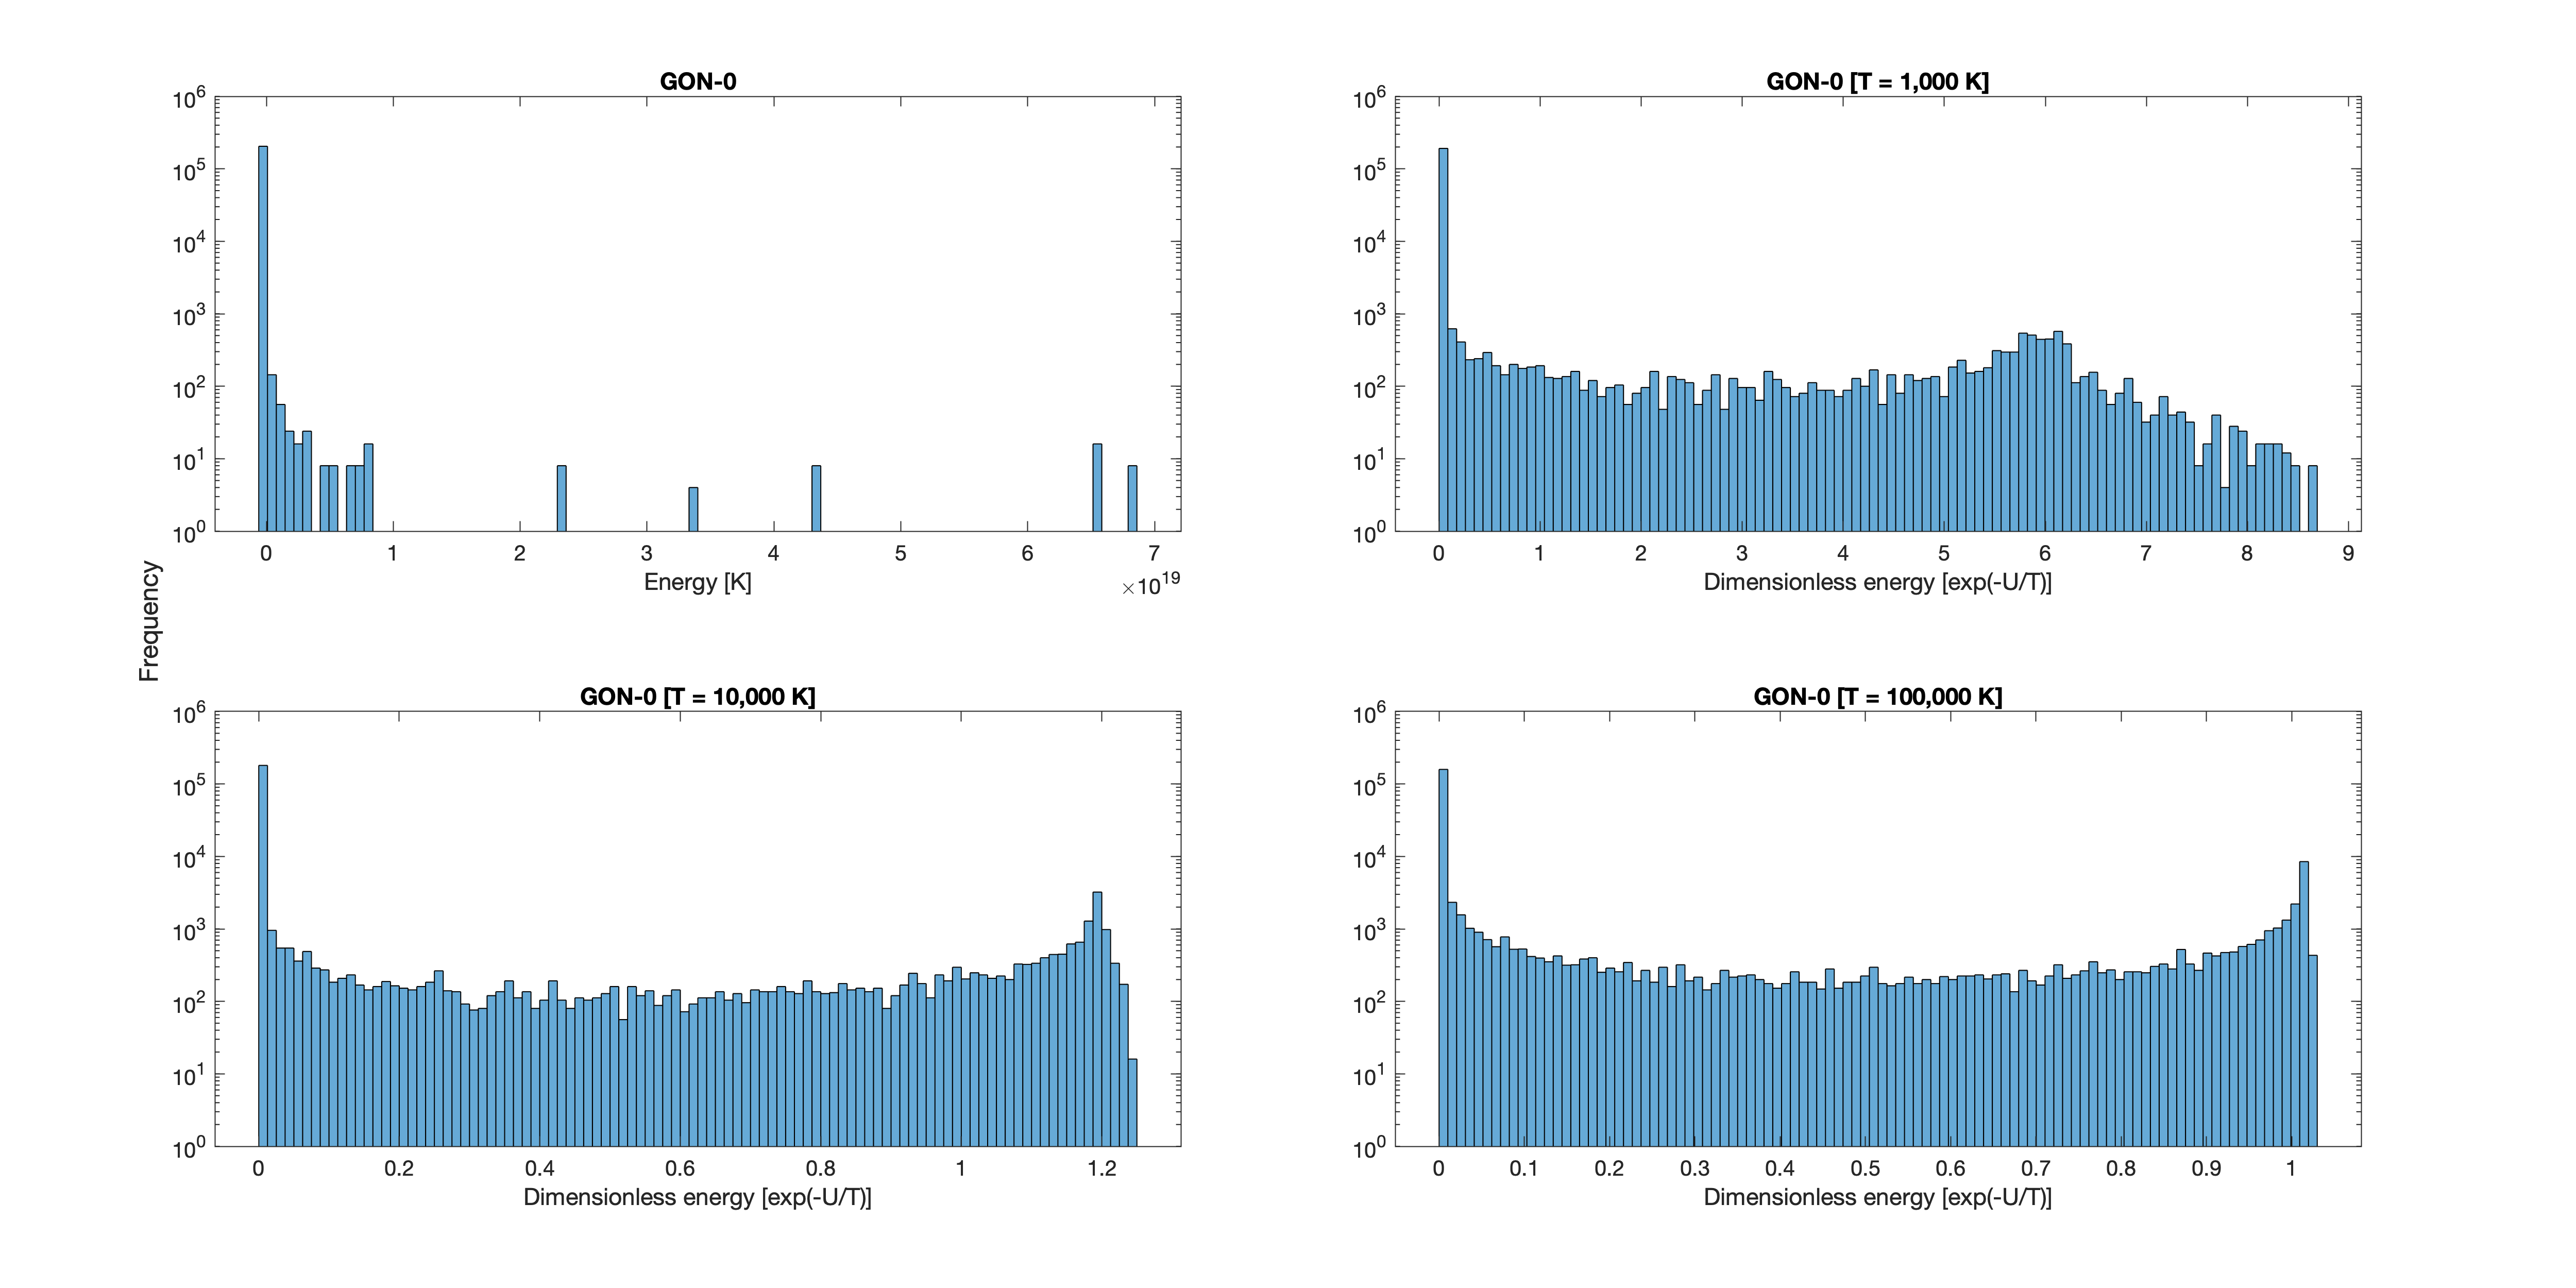 GON-0
10^6
10^5
10^4
10^3
10^2
10^1
10^0
0 1 2 3 4 5 6 7
Energy [K]
×10^19
GON-0 [T = 1,000 K]
10^6
10^5
10^4
10^3
10^2
10^1
10^0
0 1 2 3 4 5 6 7 8 9
Dimensionless energy [exp(-U/T)]
Frequency
GON-0 [T = 10,000 K]
10^6
10^5
10^4
10^3
10^2
10^1
10^0
0 0.2 0.4 0.6 0.8 1 1.2
Dimensionless energy [exp(-U/T)]
GON-0 [T = 100,000 K]
10^6
10^5
10^4
10^3
10^2
10^1
10^0
0 0.1 0.2 0.3 0.4 0.5 0.6 0.7 0.8 0.9 1
Dimensionless energy [exp(-U/T)]